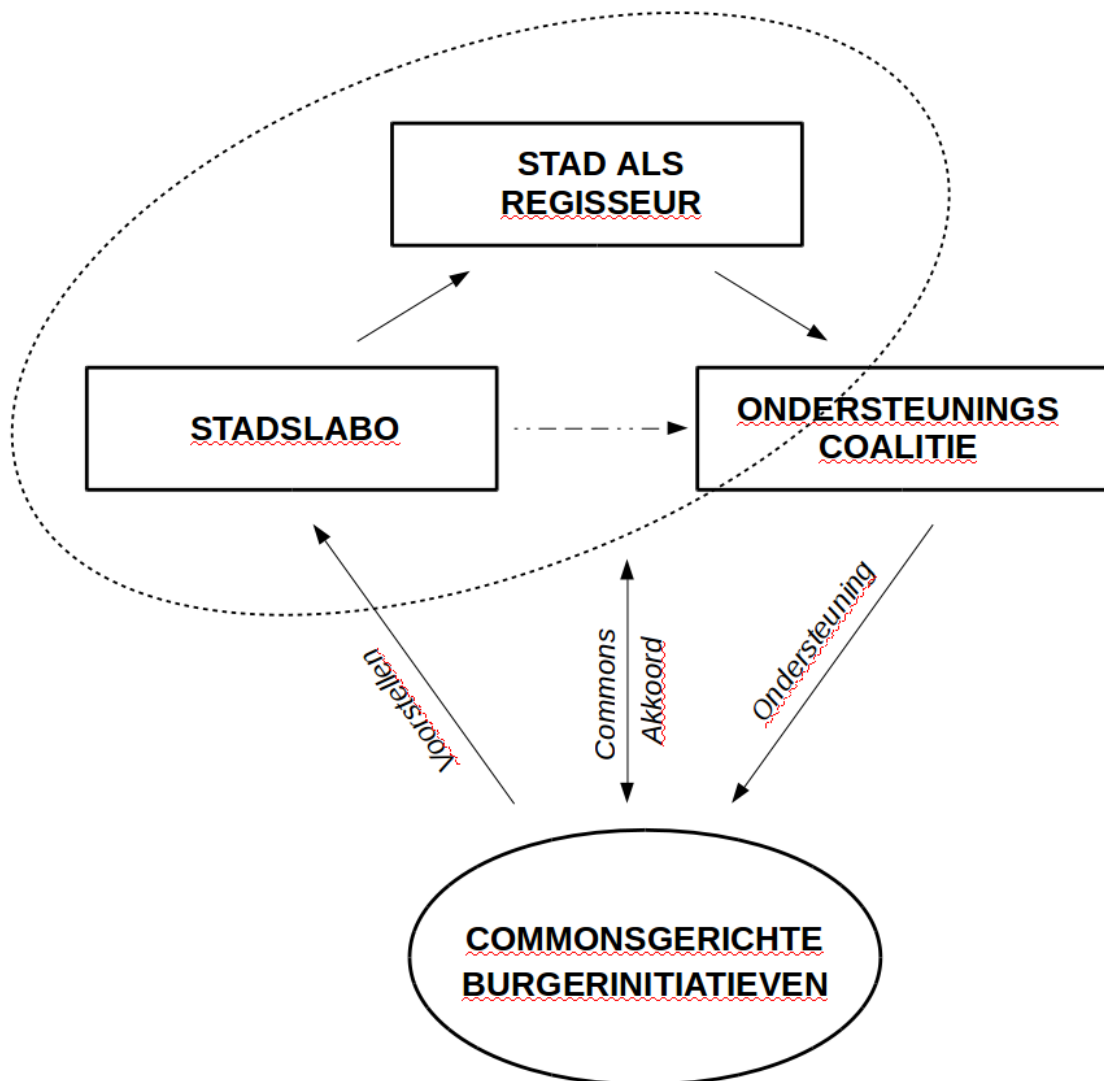 STAD ALS
REGISSEUR
STADSLABO
ONDERSTEUNINGS
COALITIE
Voorstellen
Commons
Akkoord
Ondersteuning
COMMONSGERICHTE
BURGERINITIATIEVEN